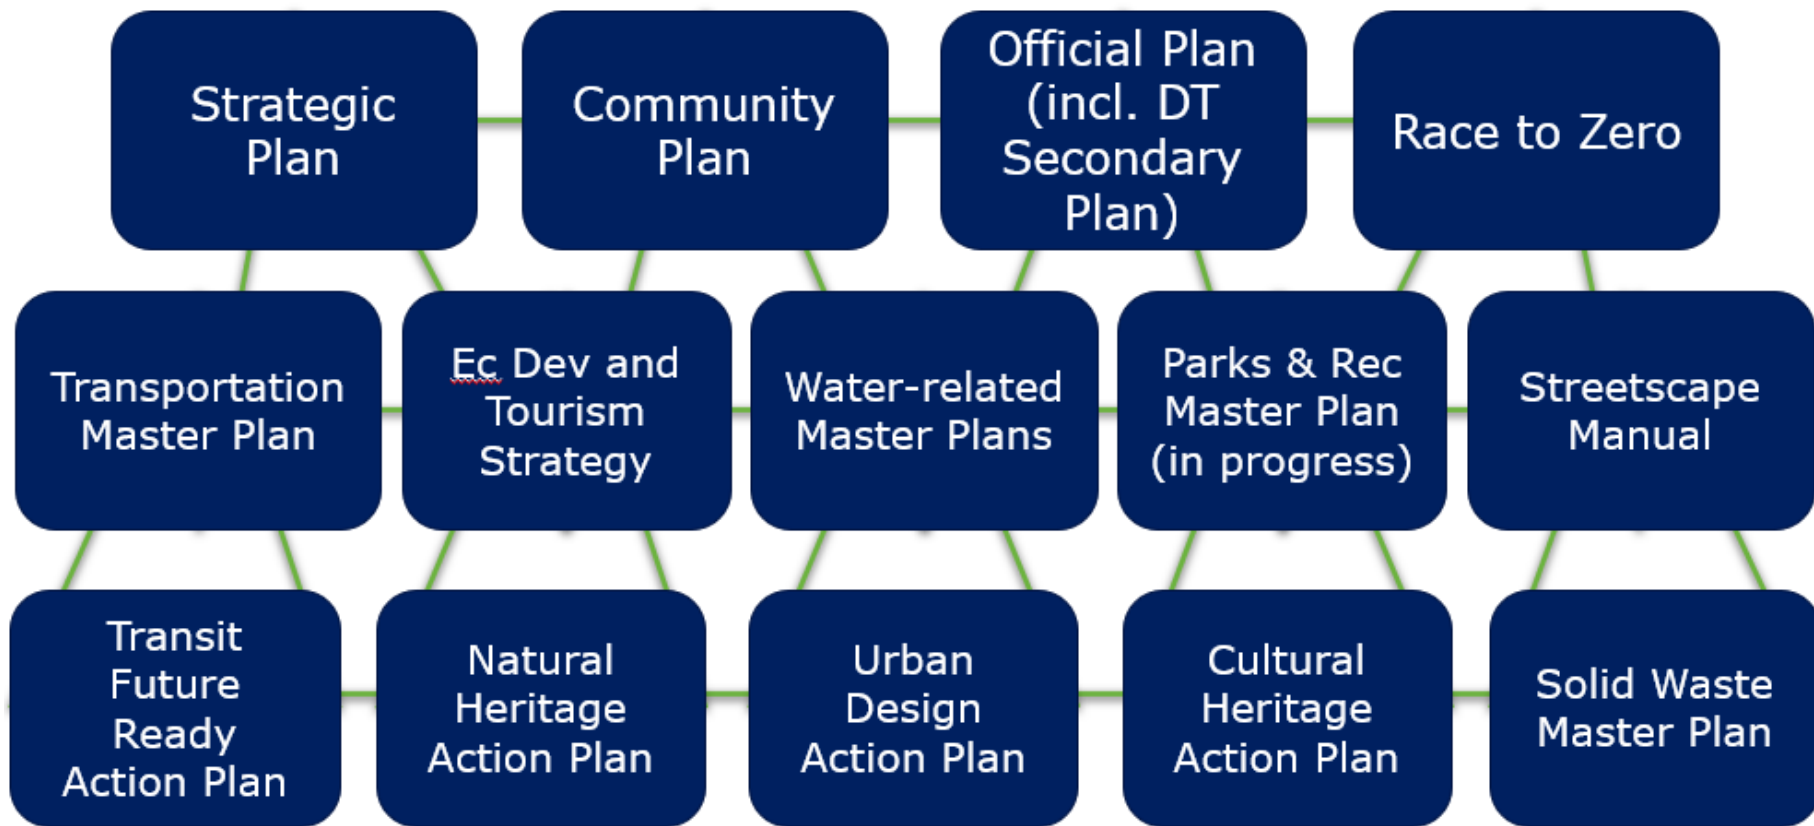 Strategic
Plan
Community
Plan
Official Plan
(incl. DT
Secondary
Plan)
Race to Zero
Transportation
Master Plan
Ec Dev and
Tourism
Strategy
Water-related
Master Plans
Parks & Rec
Master Plan
(in progress)
Streetscape
Manual
Transit
Future
Ready
Action Plan
Natural
Heritage
Action Plan
Urban
Design
Action Plan
Cultural
Heritage
Action Plan
Solid Waste
Master Plan